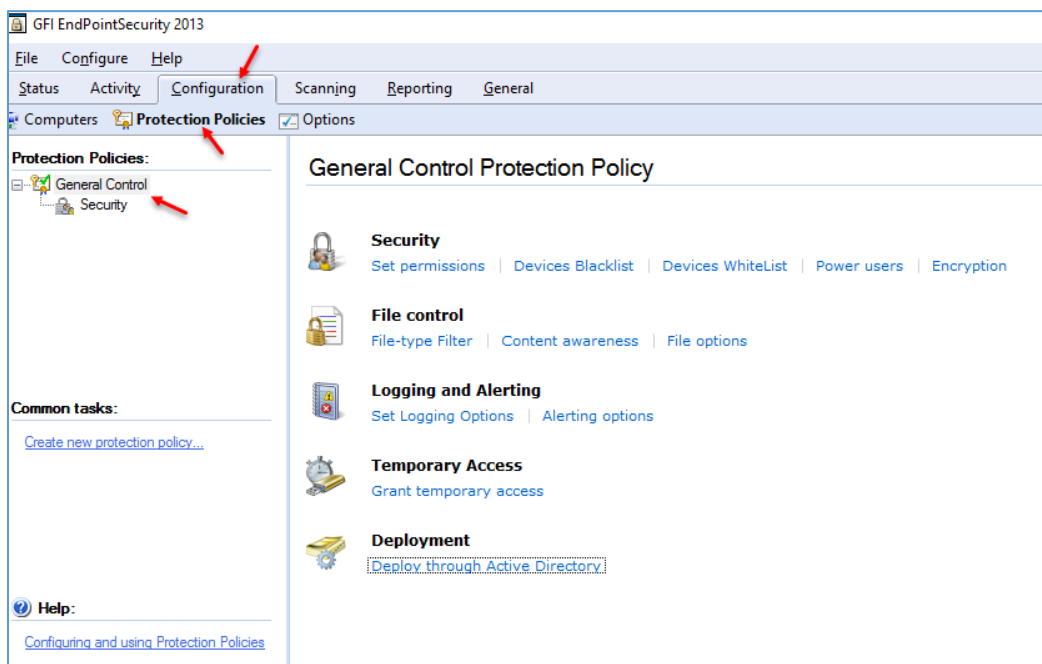 GFI EndPointSecurity 2013
File Configure Help
Status Activity Configuration Scanning Reporting General
Computers Protection Policies Options
Protection Policies:
General Control
Security
General Control Protection Policy
Security
Set permissions | Devices Blacklist | Devices WhiteList | Power users | Encryption
File control
File-type Filter | Content awareness | File options
Logging and Alerting
Set Logging Options | Alerting options
Common tasks:
Create new protection policy...
Temporary Access
Grant temporary access
Deployment
Deploy through Active Directory
Help:
Configuring and using Protection Policies